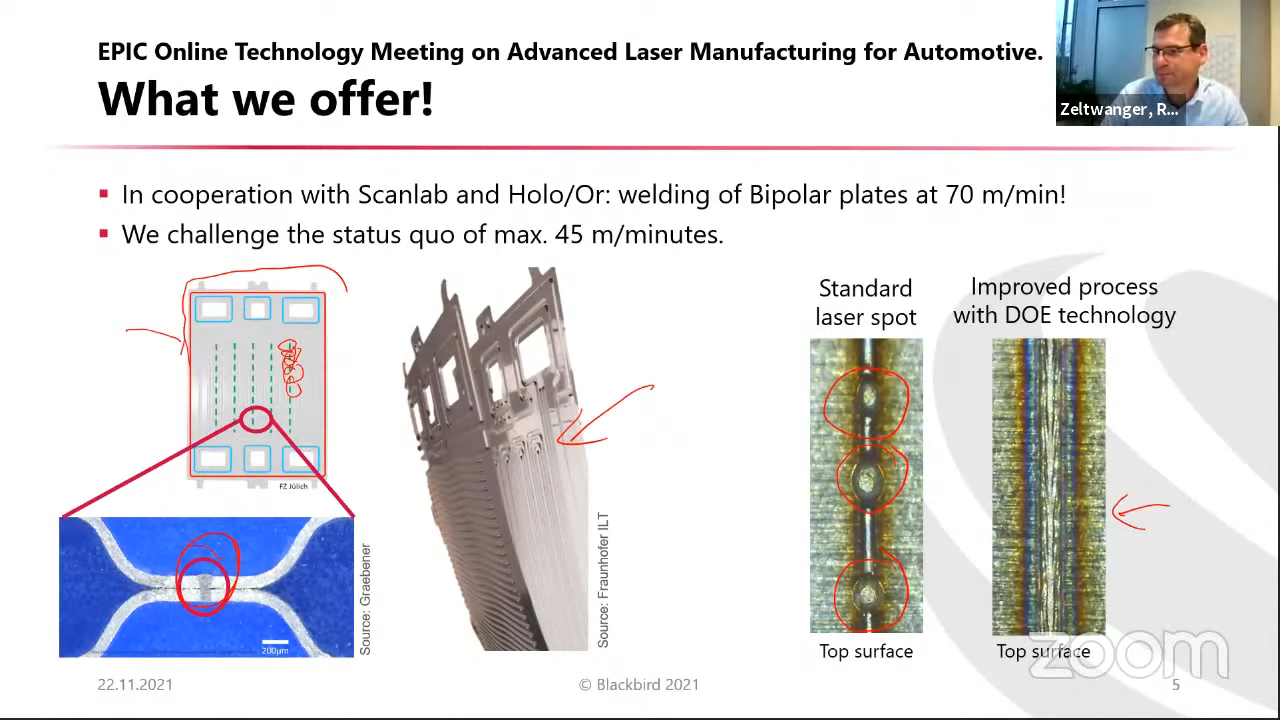 EPIC Online Technology Meeting on Advanced Laser Manufacturing for Automotive.
What we offer!
Zeltwanger, R...
▪ In cooperation with Scanlab and Holo/Or: welding of Bipolar plates at 70 m/min!
▪ We challenge the status quo of max. 45 m/minutes.
Standard
laser spot
Improved process
with DOE technology
FZ Jülich
Source: Graebener
200µm
Source: Fraunhofer ILT
Top surface
Top surface
zoom
22.11.2021
© Blackbird 2021
5